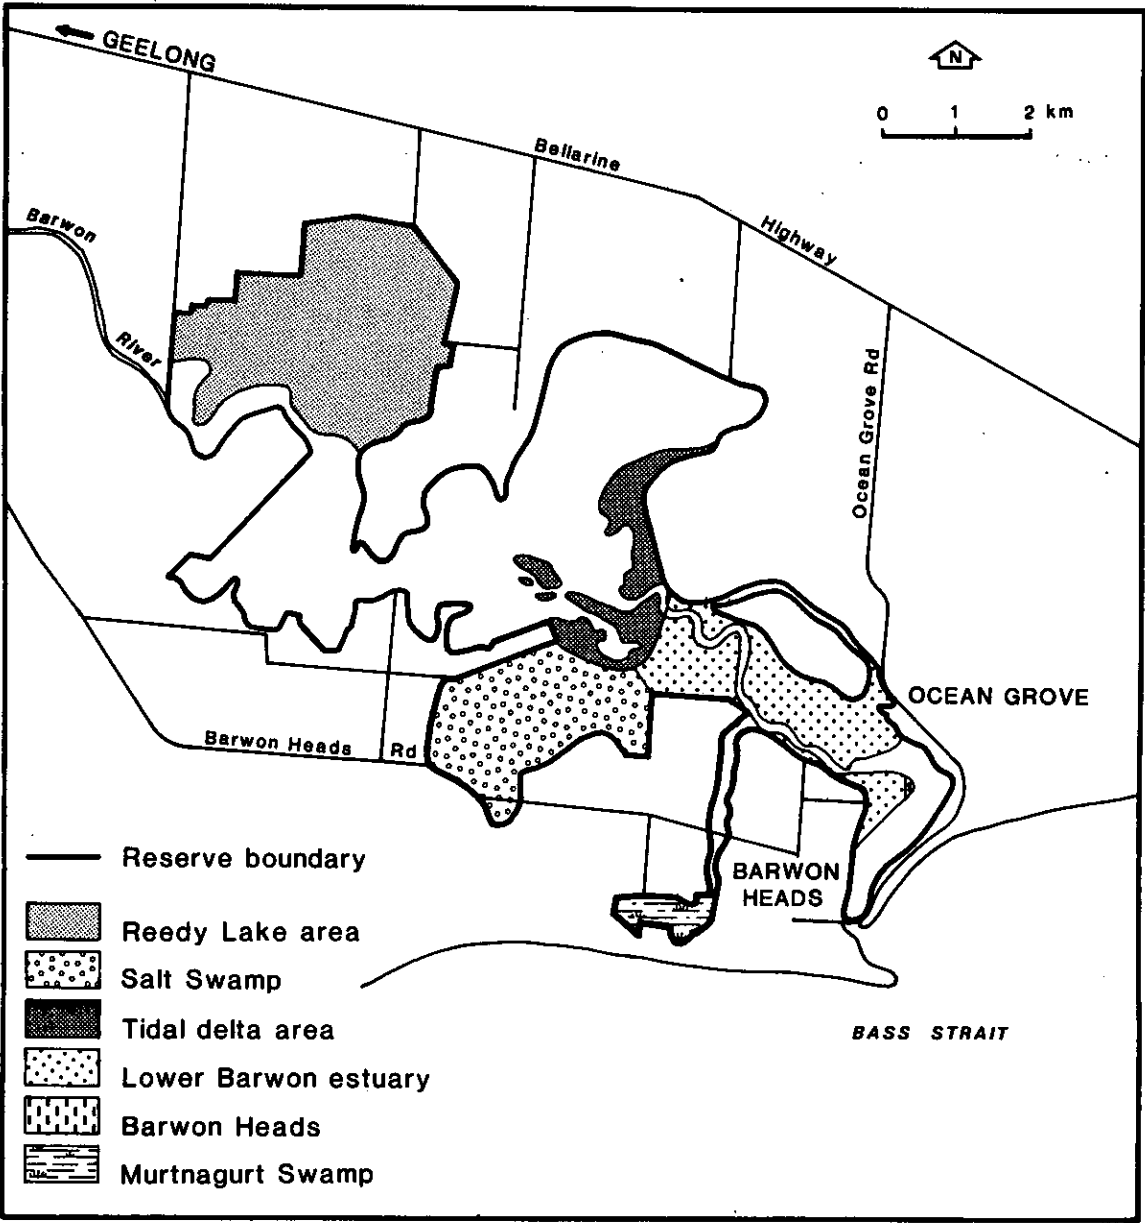 GEELONG
N
0 1 2 km
Bellarine
Highway
Barwon
River
Ocean Grove Rd
OCEAN GROVE
Barwon Heads Rd
BARWON
HEADS
BASS STRAIT
Reserve boundary
Reedy Lake area
Salt Swamp
Tidal delta area
Lower Barwon estuary
Barwon Heads
Murtnagurt Swamp